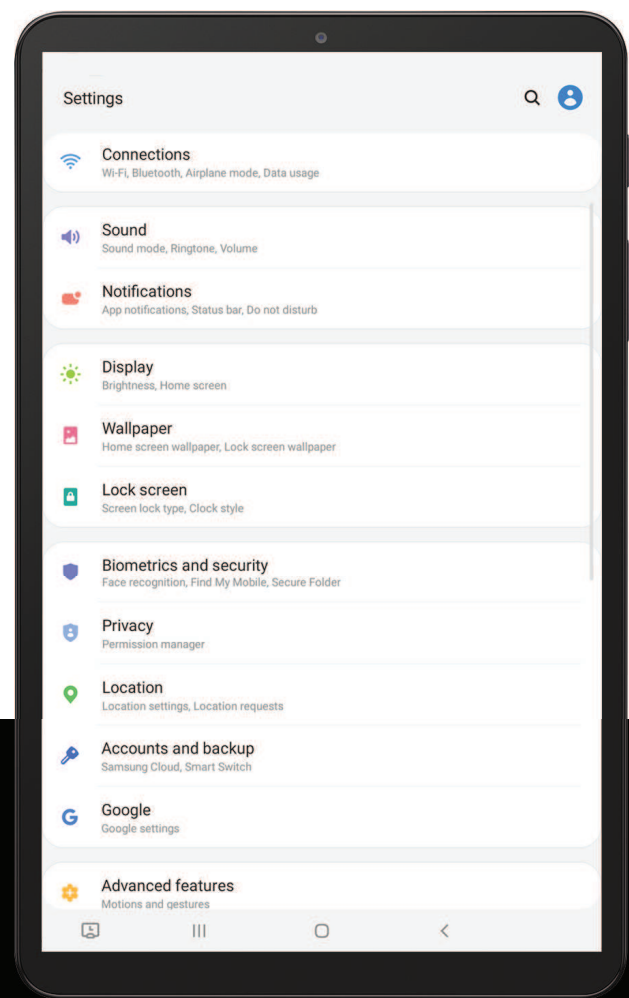 Settings
Connections
Wi-Fi, Bluetooth, Airplane mode, Data usage
Sound
Sound mode, Ringtone, Volume
Notifications
App notifications, Status bar, Do not disturb
Display
Brightness, Home screen
Wallpaper
Home screen wallpaper, Lock screen wallpaper
Lock screen
Screen lock type, Clock style
Biometrics and security
Face recognition, Find My Mobile, Secure Folder
Privacy
Permission manager
Location
Location settings, Location requests
Accounts and backup
Samsung Cloud, Smart Switch
Google
Google settings
Advanced features
Motions and gestures